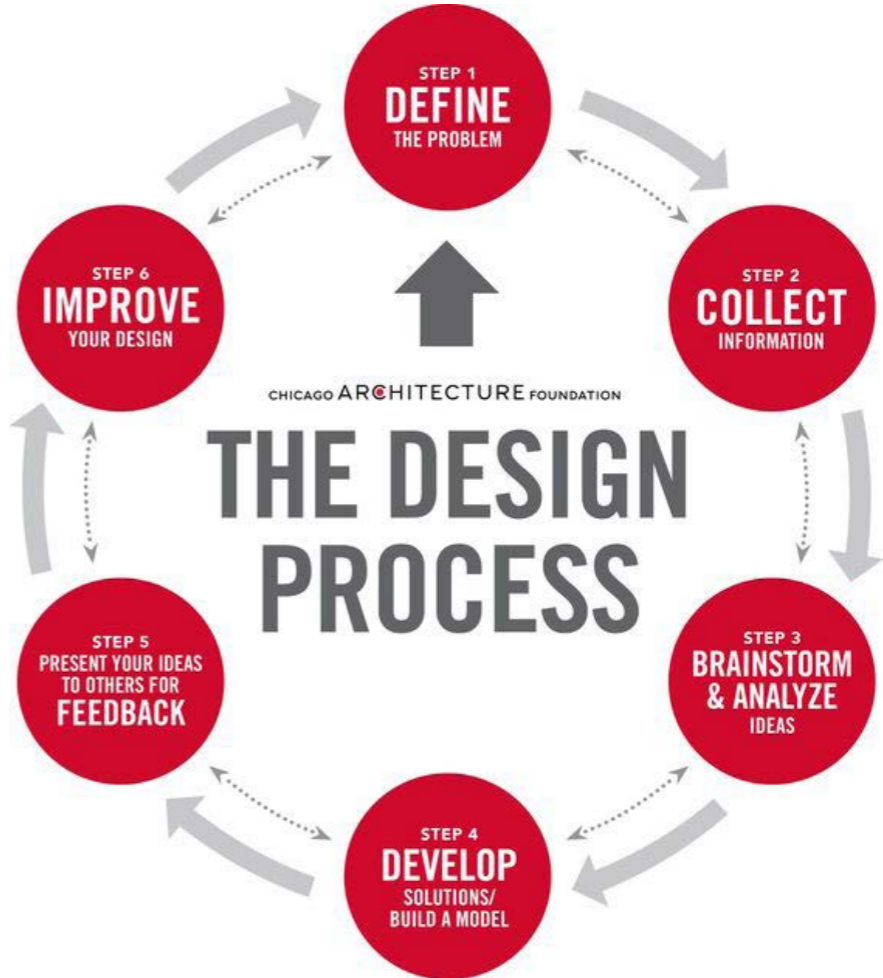 STEP 1
DEFINE
THE PROBLEM
STEP 2
COLLECT
INFORMATION
STEP 3
BRAINSTORM
& ANALYZE
IDEAS
STEP 4
DEVELOP
SOLUTIONS/
BUILD A MODEL
STEP 5
PRESENT YOUR IDEAS
TO OTHERS FOR
FEEDBACK
STEP 6
IMPROVE
YOUR DESIGN
CHICAGO ARCHITECTURE FOUNDATION
THE DESIGN
PROCESS